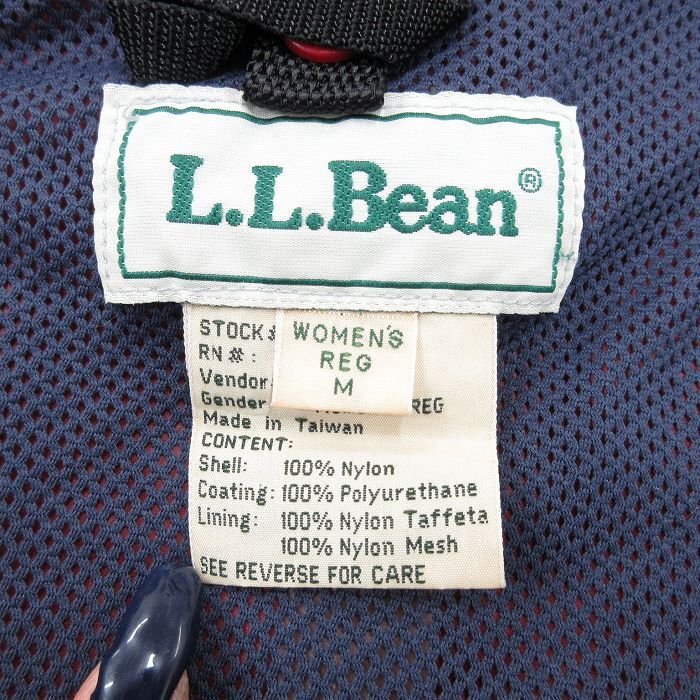 L.L.Bean®
WOMEN'S
REG
M
STOCK#
RN #:
Vendor
Gender REG
Made in Taiwan
CONTENT:
Shell: 100% Nylon
Coating: 100% Polyurethane
Lining: 100% Nylon Taffeta
100% Nylon Mesh
SEE REVERSE FOR CARE